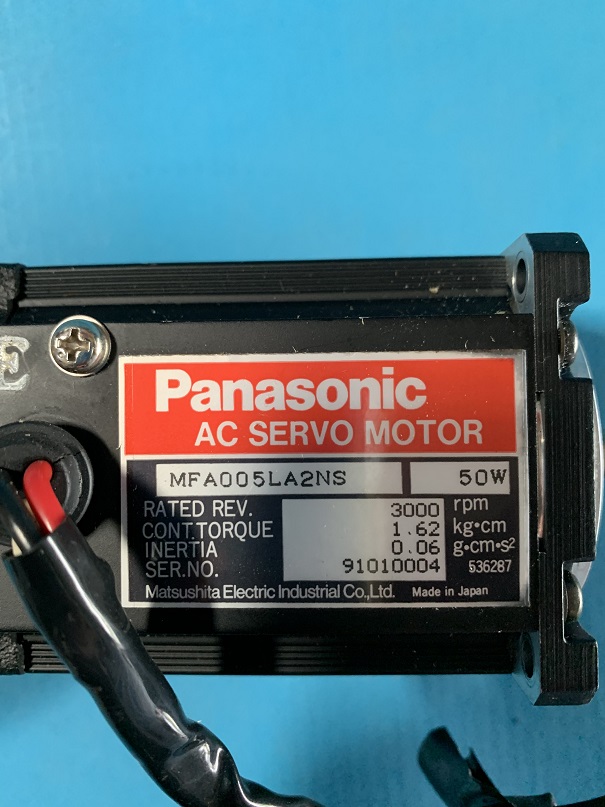 E
Panasonic
AC SERVO MOTOR
MFA005LA2NS 50W
RATED REV. 3000 rpm
CONT.TORQUE 1.62 kg•cm
INERTIA 0.06 g•cm•s²
SER.NO. 91010004 536287
Matsushita Electric Industrial Co.,Ltd. Made in Japan